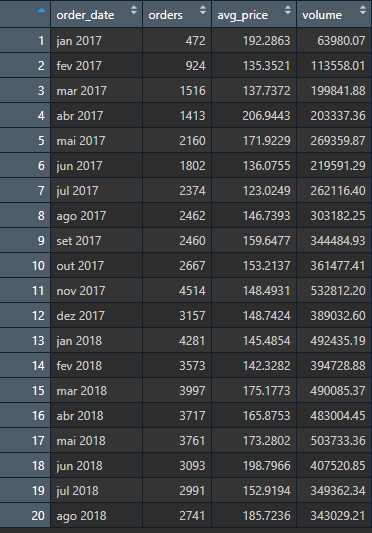 order_date orders avg_price volume
1 jan 2017 472 192.2863 63980.07
2 fev 2017 924 135.3521 113558.01
3 mar 2017 1516 137.7372 199841.88
4 abr 2017 1413 206.9443 203337.36
5 mai 2017 2160 171.9229 269359.87
6 jun 2017 1802 136.0755 219591.29
7 jul 2017 2374 123.0249 262116.40
8 ago 2017 2462 146.7393 303182.25
9 set 2017 2460 159.6477 344484.93
10 out 2017 2667 153.2137 361477.41
11 nov 2017 4514 148.4931 532812.20
12 dez 2017 3157 148.7424 389032.60
13 jan 2018 4281 145.4854 492435.19
14 fev 2018 3573 142.3282 394728.88
15 mar 2018 3997 175.1773 490085.37
16 abr 2018 3717 165.8753 483004.45
17 mai 2018 3761 173.2802 503733.36
18 jun 2018 3093 198.7966 407520.85
19 jul 2018 2991 152.9194 349362.34
20 ago 2018 2741 185.7236 343029.21